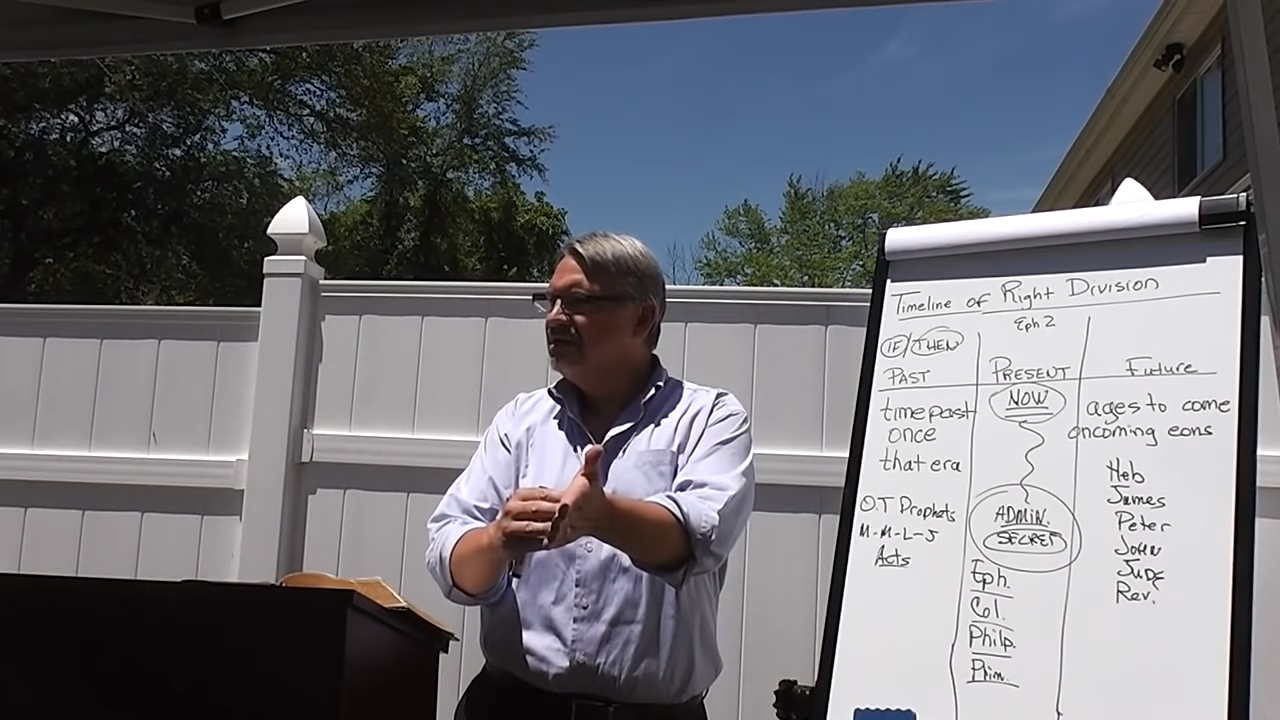 Timeline of Right Division
Eph 2
IF/THEN
PAST
time past
once
that era
O.T Prophets
M-M-L-J
Acts
PRESENT
NOW
ADMIN.
SECRET
Eph.
Col.
Philp.
Phim.
Future
ages to come
oncoming eons
Heb
James
Peter
John
Jude
Rev.